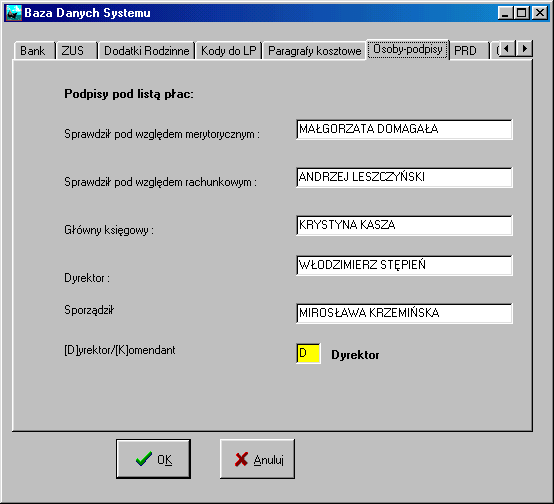 Baza Danych Systemu
Bank ZUS Dodatki Rodzinne Kody do LP Paragrafy kosztowe Osoby-podpisy PRD
Podpisy pod listą płac:
Sprawdził pod względem merytorycznym : MAŁGORZATA DOMAGAŁA
Sprawdził pod względem rachunkowym : ANDRZEJ LESZCZYŃSKI
Główny księgowy : KRYSTYNA KASZA
Dyrektor : WŁODZIMIERZ STĘPIEŃ
Sporządził MIROSŁAWA KRZEMIŃSKA
[D]yrektor/[K]omendant D Dyrektor
OK Anuluj